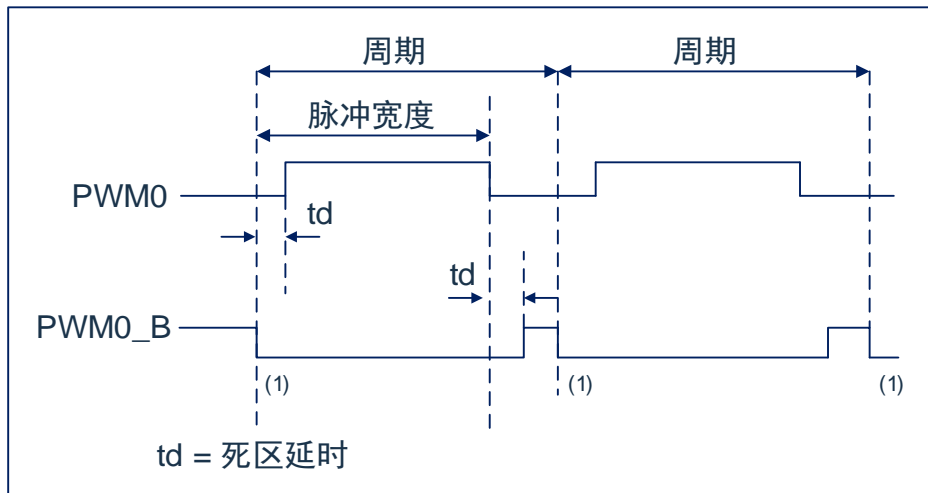 周期 周期
脉冲宽度
PWM0
td
td
PWM0_B
(1) (1) (1)
td = 死区延时